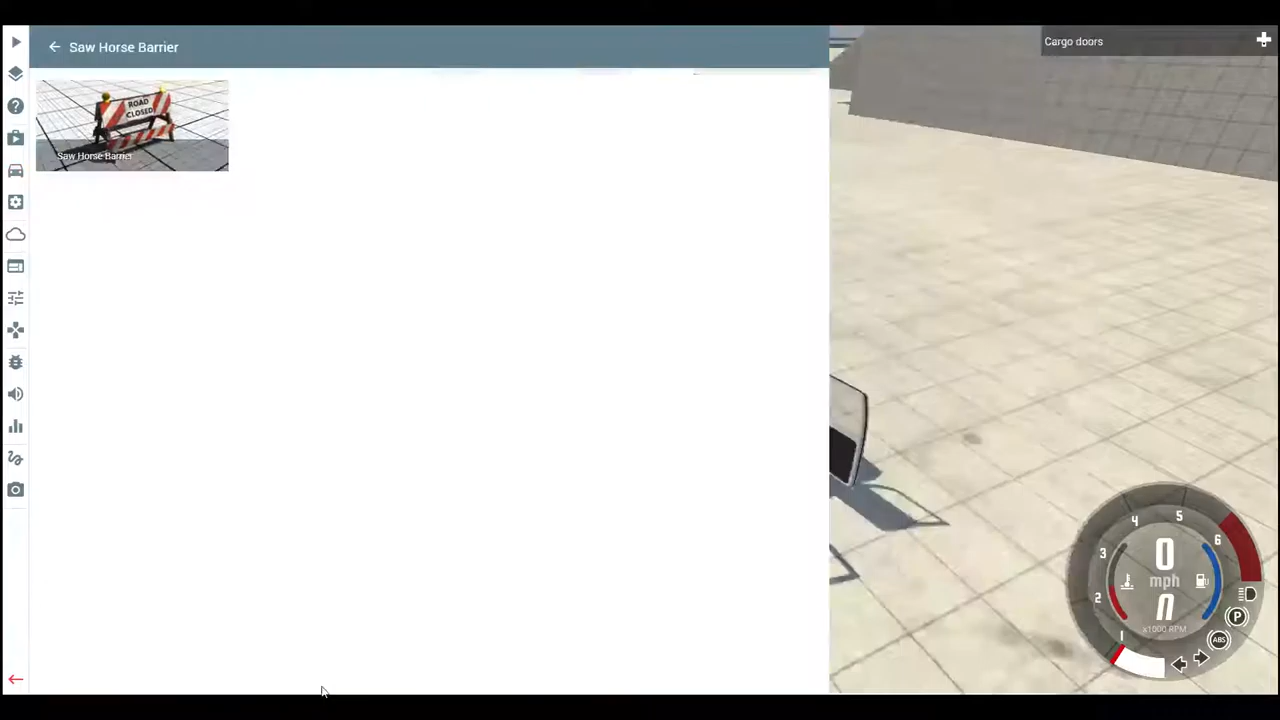 Saw Horse Barrier
ROAD
CLOSED
Saw Horse Barrier
Cargo doors
1
2
3
4
5
6
0
mph
n
x1000 RPM
P
ABS